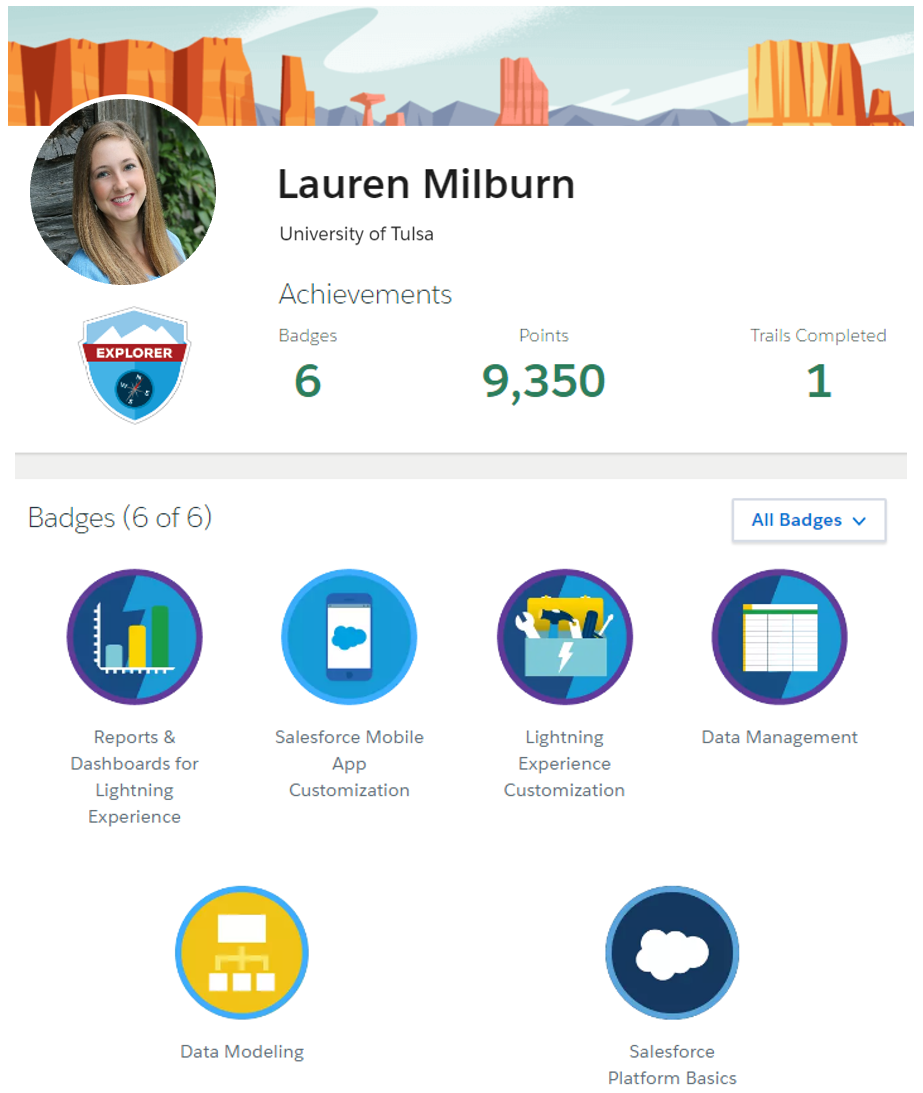 Lauren Milburn
University of Tulsa
Achievements
Badges Points Trails Completed
6 9,350 1
EXPLORER
N
W E
S
Badges (6 of 6)
All Badges
Reports &
Dashboards for
Lightning
Experience
Salesforce Mobile
App
Customization
Lightning
Experience
Customization
Data Management
Data Modeling
Salesforce
Platform Basics